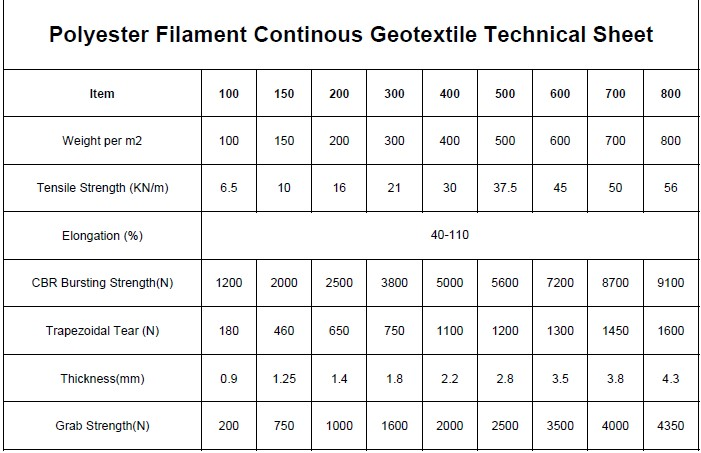 Polyester Filament Continous Geotextile Technical Sheet
Item 100 150 200 300 400 500 600 700 800
Weight per m2 100 150 200 300 400 500 600 700 800
Tensile Strength (KN/m) 6.5 10 16 21 30 37.5 45 50 56
Elongation (%) 40-110
CBR Bursting Strength(N) 1200 2000 2500 3800 5000 5600 7200 8700 9100
Trapezoidal Tear (N) 180 460 650 750 1100 1200 1300 1450 1600
Thickness(mm) 0.9 1.25 1.4 1.8 2.2 2.8 3.5 3.8 4.3
Grab Strength(N) 200 750 1000 1600 2000 2500 3500 4000 4350